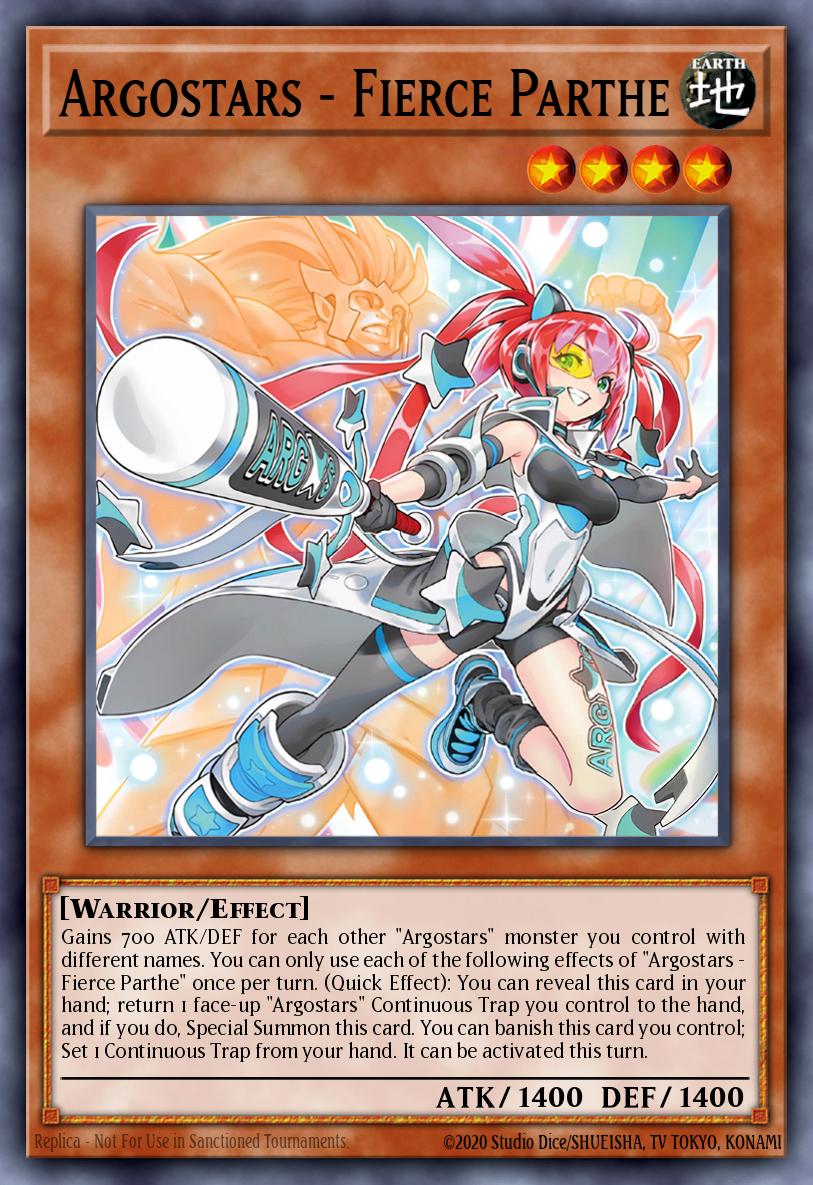 Argostars - Fierce Parthe
EARTH
地
ARG★S
ARG★
[Warrior/Effect]
Gains 700 ATK/DEF for each other "Argostars" monster you control with
different names. You can only use each of the following effects of "Argostars -
Fierce Parthe" once per turn. (Quick Effect): You can reveal this card in your
hand; return 1 face-up "Argostars" Continuous Trap you control to the hand,
and if you do, Special Summon this card. You can banish this card you control;
Set 1 Continuous Trap from your hand. It can be activated this turn.
ATK/1400 DEF/1400
Replica - Not For Use in Sanctioned Tournaments.
©2020 Studio Dice/SHUEISHA, TV TOKYO, KONAMI